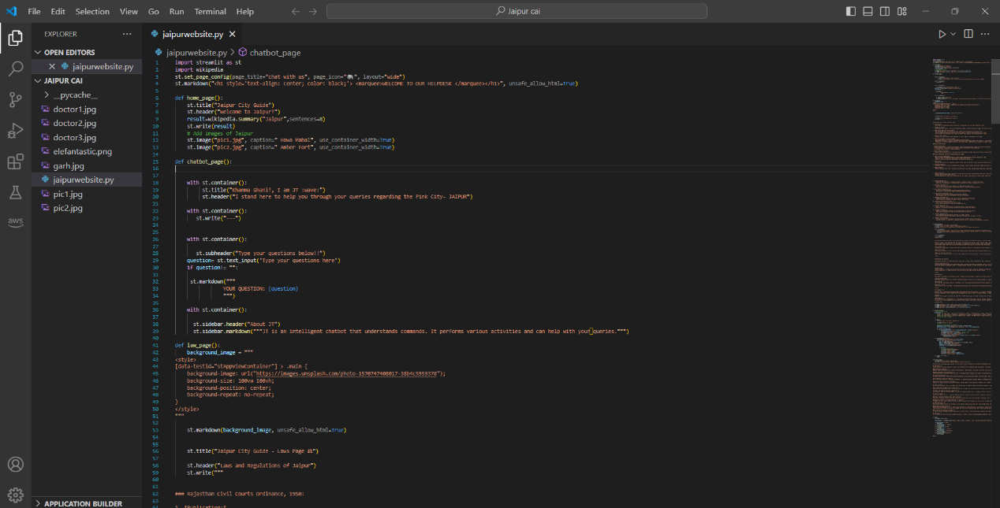 File Edit Selection View Go Run Terminal Help
Jaipur cai
EXPLORER
OPEN EDITORS
jaipurwebsite.py
JAIPUR CAI
__pycache__
doctor1.jpg
doctor2.jpg
doctor3.jpg
elefantastic.png
garh.jpg
jaipurwebsite.py
pic1.jpg
pic2.jpg
aws
APPLICATION BUILDER
jaipurwebsite.py
jaipurwebsite.py > chatbot_page
1 import streamlit as st
2 import wikipedia
3 st.set_page_config(page_title="chat with us", page_icon="🐘", layout="wide")
4 st.markdown("<h1 style='text-align: center; color: black;'> <marquee>WELCOME TO OUR HELPDESK </marquee></h1>", unsafe_allow_html=True)
5
6 def home_page():
7 st.title("Jaipur City Guide")
8 st.header("Welcome to Jaipur!")
9 result=wikipedia.summary("Jaipur",sentences=8)
10 st.write(result)
11 # Add images of Jaipur
12 st.image("pic1.jpg", caption=" Hawa Mahal", use_container_width=True)
13 st.image("pic2.jpg", caption=" Amber Fort", use_container_width=True)
14
15 def chatbot_page():
16
17
18 with st.container():
19 st.title("Khamma Ghani!, I am JT :wave:")
20 st.header("I stand here to help you through your queries regarding the Pink City- JAIPUR")
21
22 with st.container():
23 st.write("---")
24
25
26 with st.container():
27
28 st.subheader("Type your questions below!!")
29 question= st.text_input("Type your questions here")
30 if question!= "":
31
32 st.markdown("""
33 YOUR QUESTION: {question}
34 """)
35
36 with st.container():
37
38 st.sidebar.header("About JT")
39 st.sidebar.markdown("""JT is an intelligent chatbot that understands commands. It performs various activities and can help with your queries.""")
40
41 def law_page():
42 background_image = """
43 <style>
44 [data-testid="stAppViewContainer"] > .main {
45 background-image: url("https://images.unsplash.com/photo-1570747408017-38b4c5959378");
46 background-size: 100vw 100vh;
47 background-position: center;
48 background-repeat: no-repeat;
49 }
50 </style>
51 """
52
53 st.markdown(background_image, unsafe_allow_html=True)
54
55
56 st.title("Jaipur City Guide - Laws Page ⚖")
57
58 st.header("Laws and Regulations of Jaipur")
59 st.write("""
60
61
62 ### Rajasthan Civil Courts Ordinance, 1950:
63